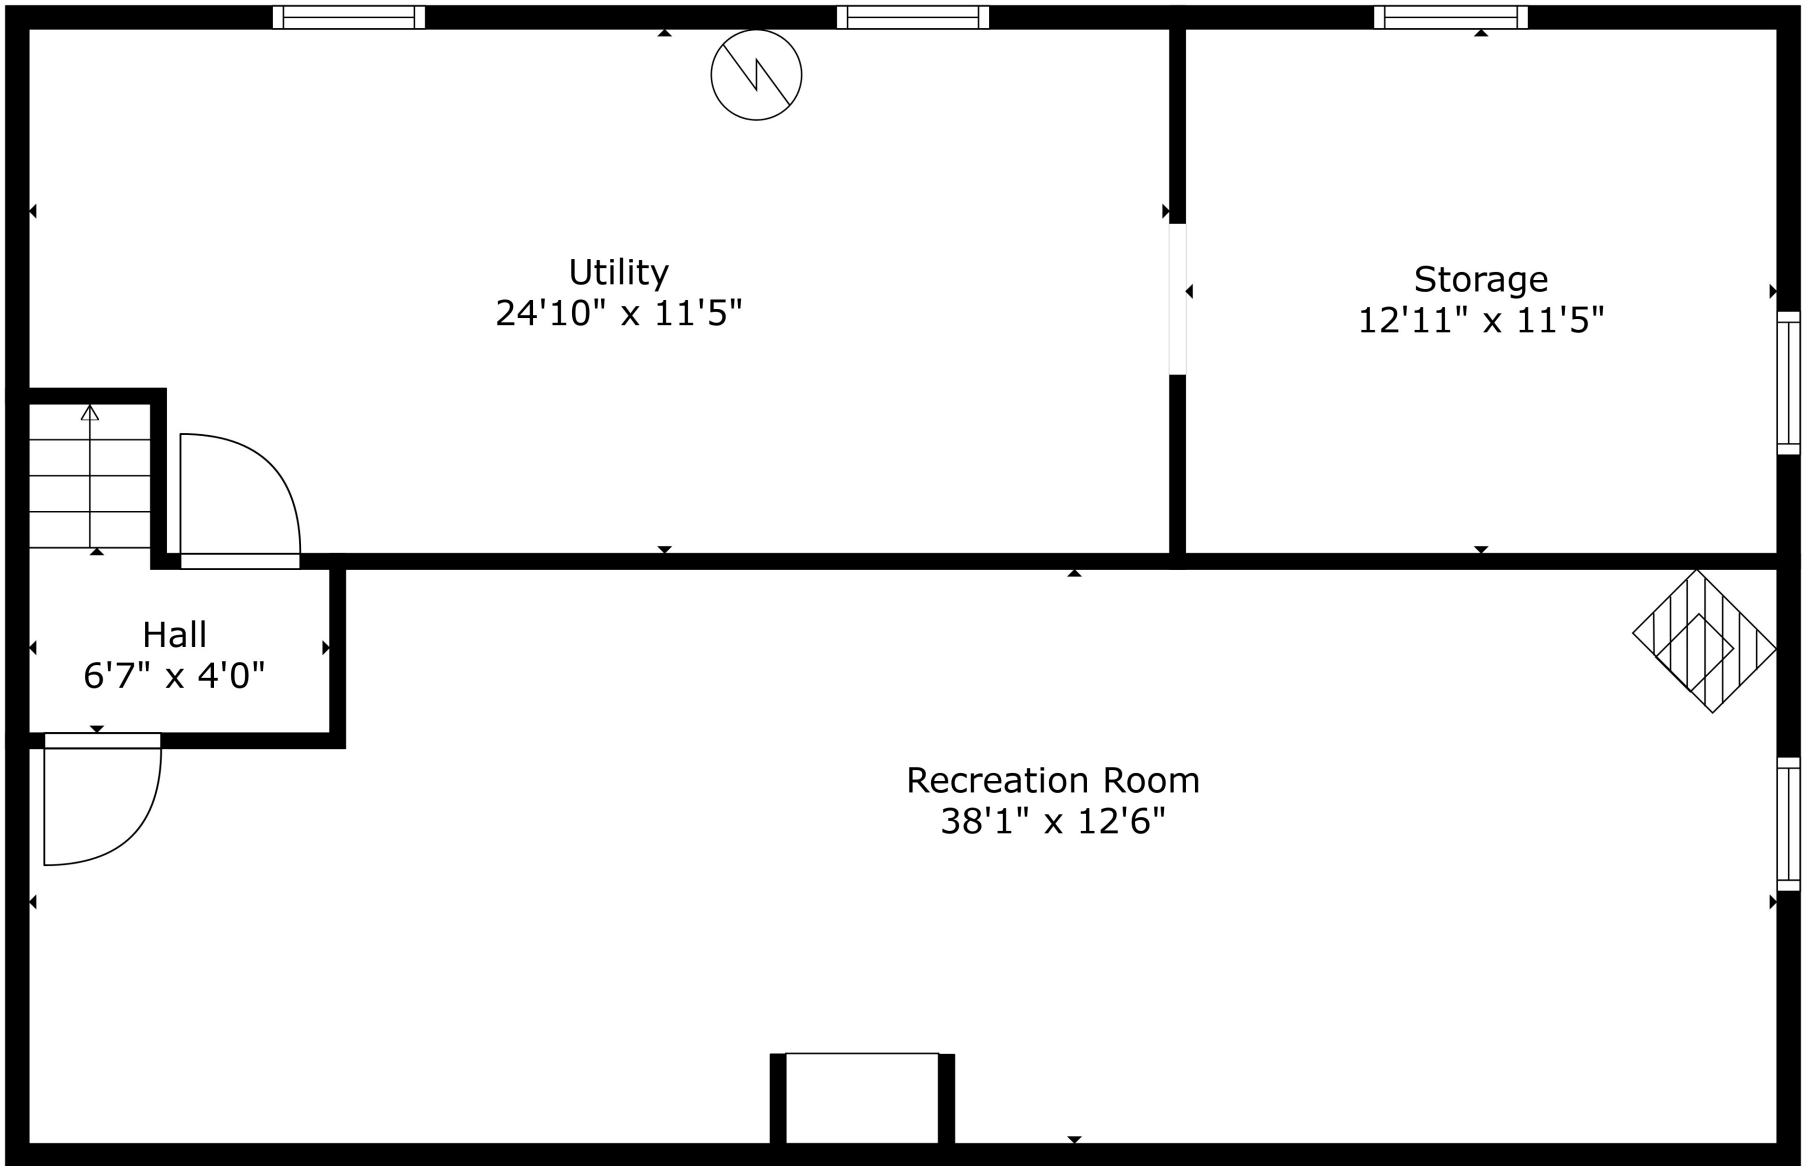 Utility
24'10" x 11'5"
Storage
12'11" x 11'5"
Hall
6'7" x 4'0"
Recreation Room
38'1" x 12'6"